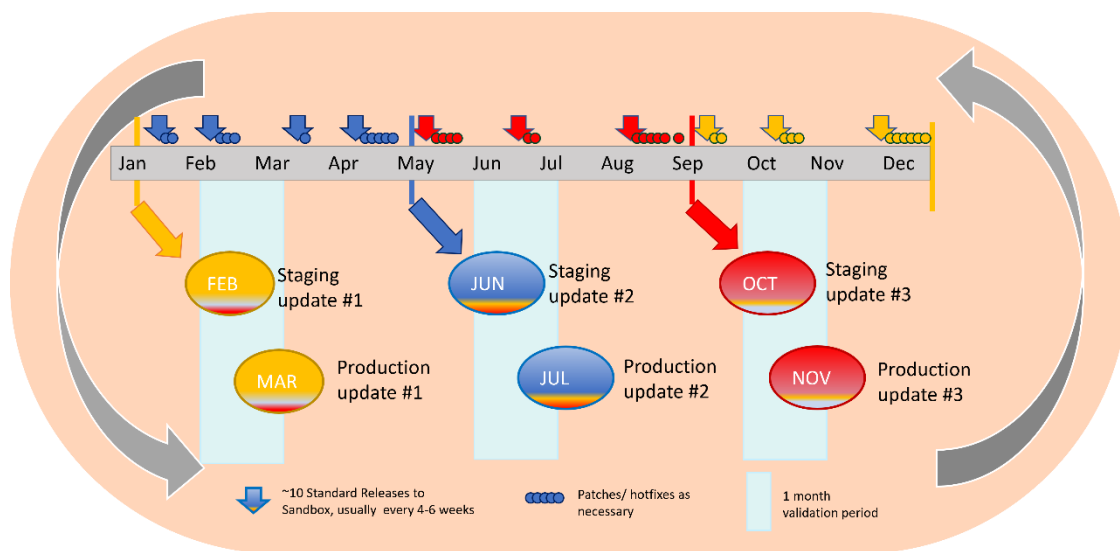 Jan Feb Mar Apr May Jun Jul Aug Sep Oct Nov Dec
FEB
Staging
update #1
JUN
Staging
update #2
OCT
Staging
update #3
MAR
Production
update #1
JUL
Production
update #2
NOV
Production
update #3
~10 Standard Releases to
Sandbox, usually every 4-6 weeks
Patches/ hotfixes as
necessary
1 month
validation period